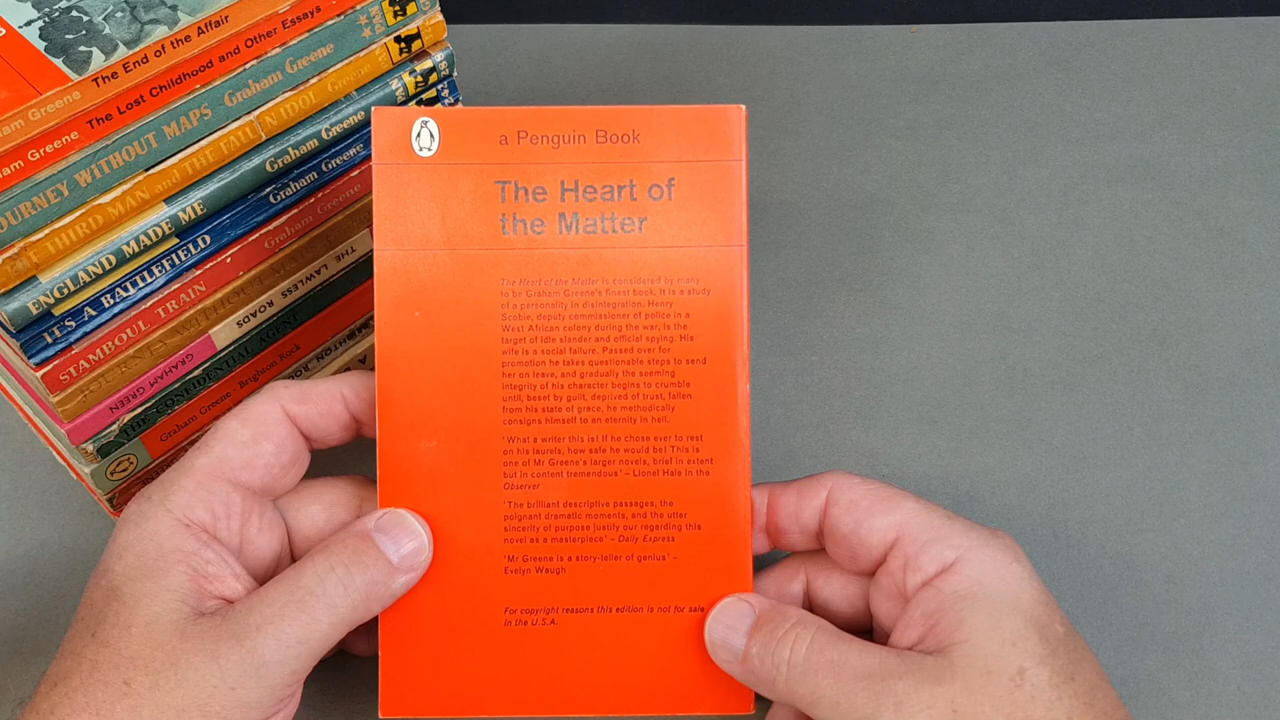 Greene The End of the Affair
Greene The Lost Childhood and Other Essays
PAN
JOURNEY WITHOUT MAPS Graham Greene
THIRD MAN and THE FALLEN IDOL Greene PAN
ENGLAND MADE ME Graham Greene PAN 288
IT'S A BATTLEFIELD Graham Greene
STAMBOUL TRAIN Graham Greene
JOURNEY WITHOUT MAPS
GRAHAM GREEN THE LAWLESS ROADS
THE CONFIDENTIAL AGENT
Graham Greene · Brighton Rock
a Penguin Book
The Heart of
the Matter
The Heart of the Matter is considered by many
to be Graham Greene's finest book. It is a study
of a personality in disintegration. Henry
Scobie, deputy commissioner of police in a
West African colony during the war, is the
target of idle slander and official spying. His
wife is a social failure. Passed over for
promotion he takes questionable steps to send
her on leave, and gradually the seeming
integrity of his character begins to crumble
until, beset by guilt, deprived of trust, fallen
from his state of grace, he methodically
consigns himself to an eternity in hell.
'What a writer this is! If he chose ever to rest
on his laurels, how safe he would be! This is
one of Mr Greene's larger novels, brief in extent
but in content tremendous' – Lionel Hale in the
Observer
'The brilliant descriptive passages, the
poignant dramatic moments, and the utter
sincerity of purpose justify our regarding this
novel as a masterpiece' – Daily Express
'Mr Greene is a story-teller of genius' –
Evelyn Waugh
For copyright reasons this edition is not for sale
in the U.S.A.